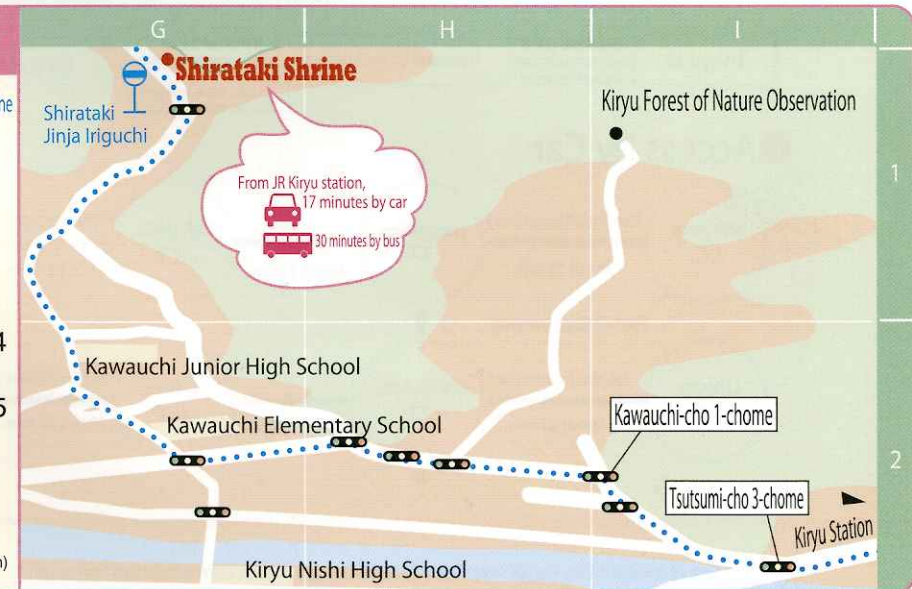 G
H
I
Shirataki Shrine
Shirataki
Jinja Iriguchi
Kiryu Forest of Nature Observation
From JR Kiryu station,
17 minutes by car
30 minutes by bus
1
Kawauchi Junior High School
Kawauchi Elementary School
Kawauchi-cho 1-chome
2
Tsutsumi-cho 3-chome
Kiryu Station
Kiryu Nishi High School
4
5